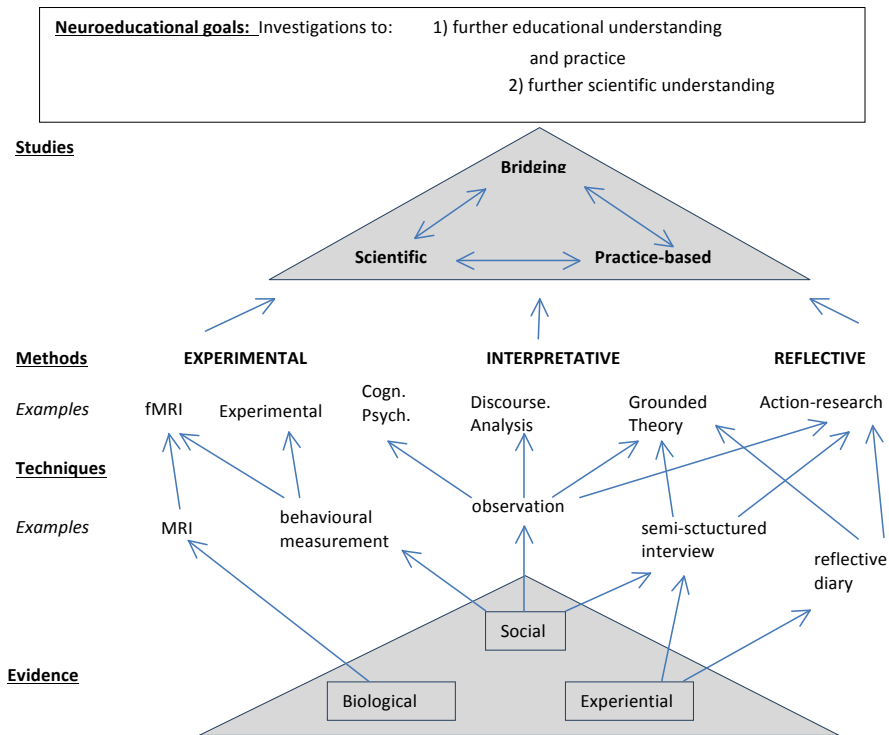 Neuroeducational goals: Investigations to: 1) further educational understanding
and practice
2) further scientific understanding
Studies
Bridging
Scientific
Practice-based
Methods
EXPERIMENTAL
INTERPRETATIVE
REFLECTIVE
Examples
fMRI
Experimental
Cogn.
Psych.
Discourse.
Analysis
Grounded
Theory
Action-research
Techniques
Examples
MRI
behavioural
measurement
observation
semi-sctuctured
interview
reflective
diary
Social
Evidence
Biological
Experiential